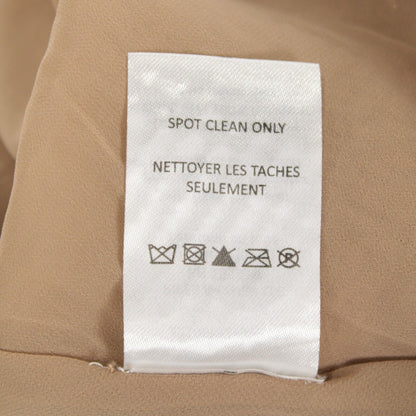 SPOT CLEAN ONLY
NETTOYER LES TACHES
SEULEMENT